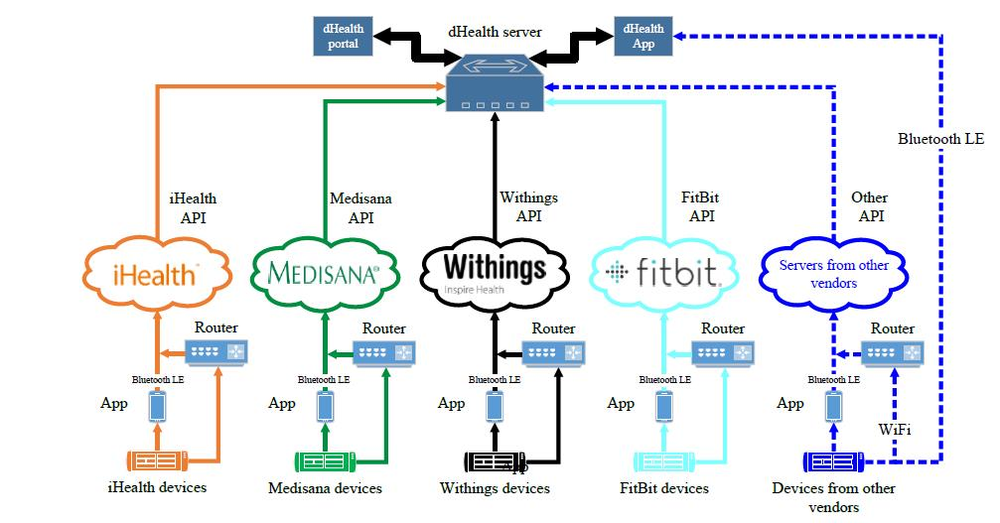 dHealth
portal
dHealth server
dHealth
App
Bluetooth LE
iHealth
API
Medisana
API
Withings
API
FitBit
API
Other
API
iHealth™
MEDISANA®
Withings
Inspire Health
fitbit.
Servers from other
vendors
Router
Router
Router
Router
Router
Bluetooth LE
Bluetooth LE
Bluetooth LE
Bluetooth LE
Bluetooth LE
App
App
App
App
App
WiFi
App
iHealth devices
Medisana devices
Withings devices
FitBit devices
Devices from other
vendors